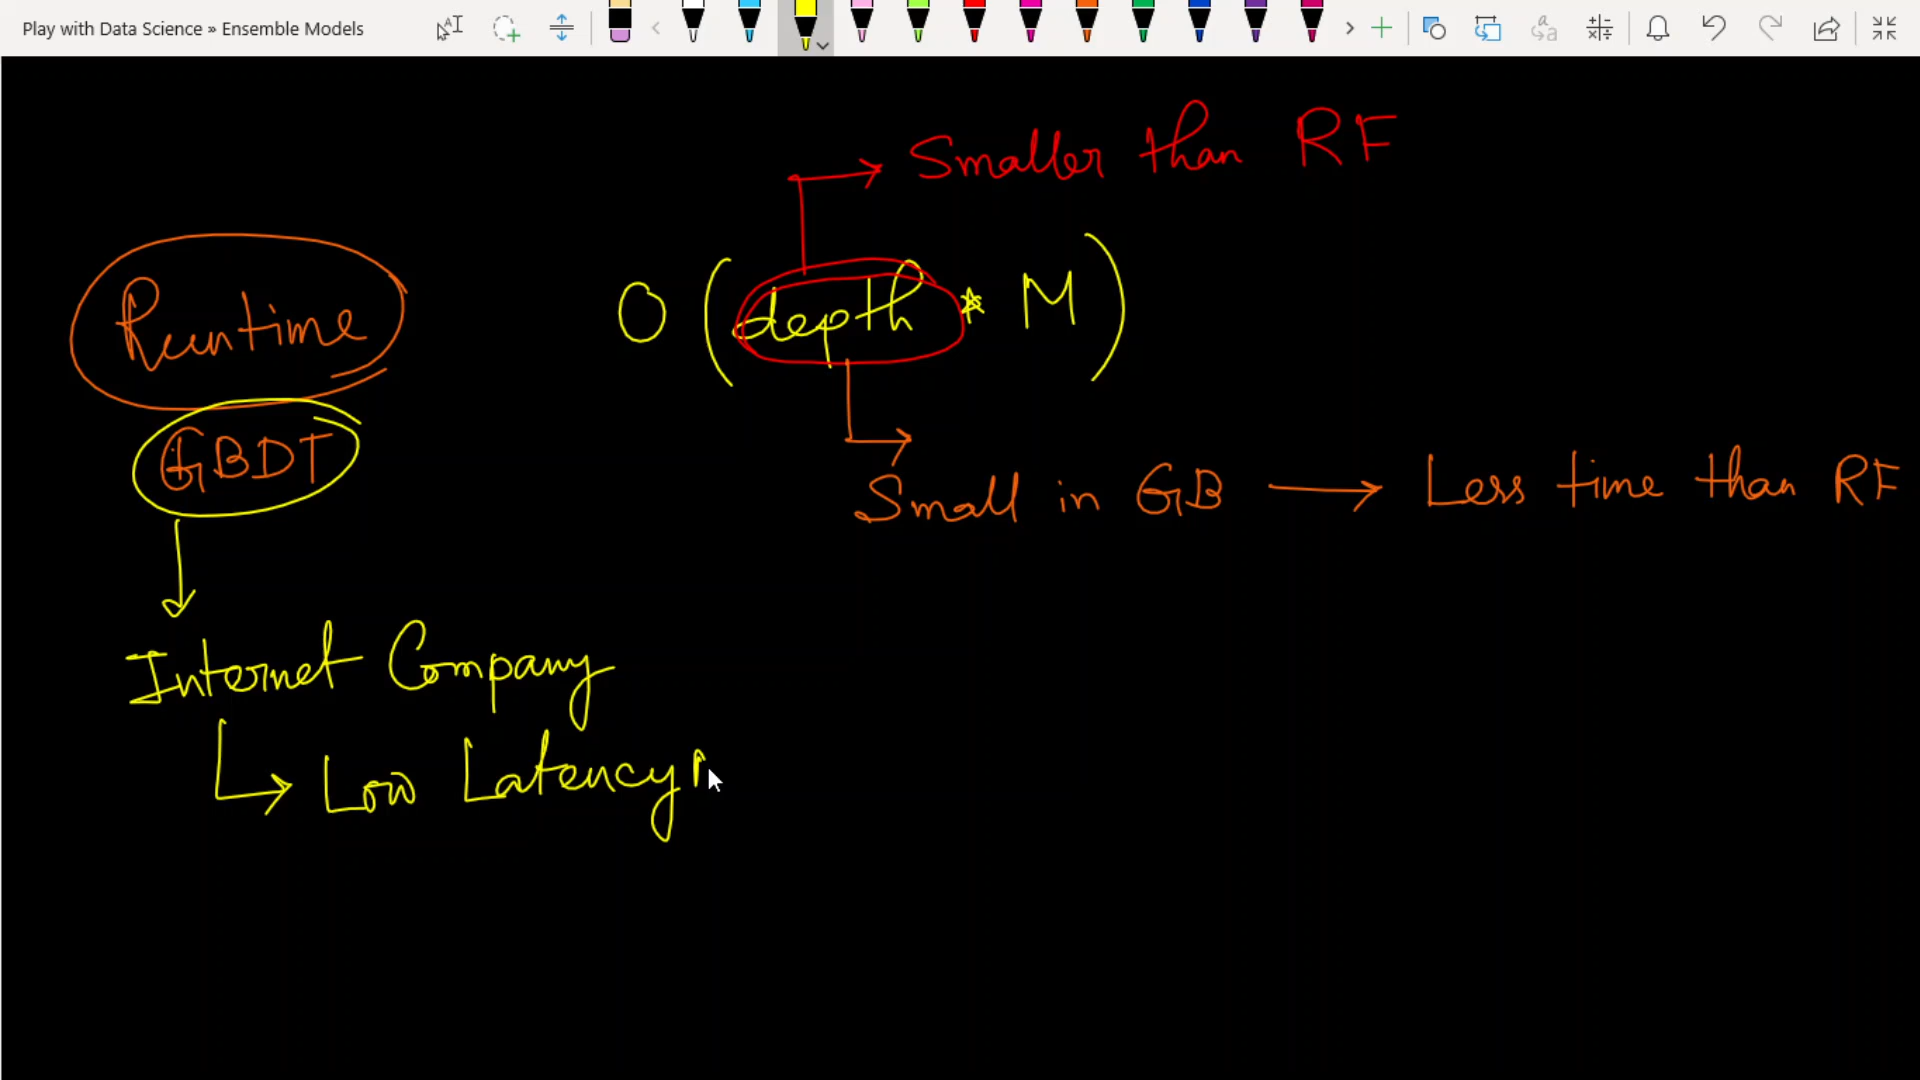 Play with Data Science » Ensemble Models
Smaller than RF
Runtime
O (depth * M)
GBDT
Small in GB → Less time than RF
Internet Company
Low Latency